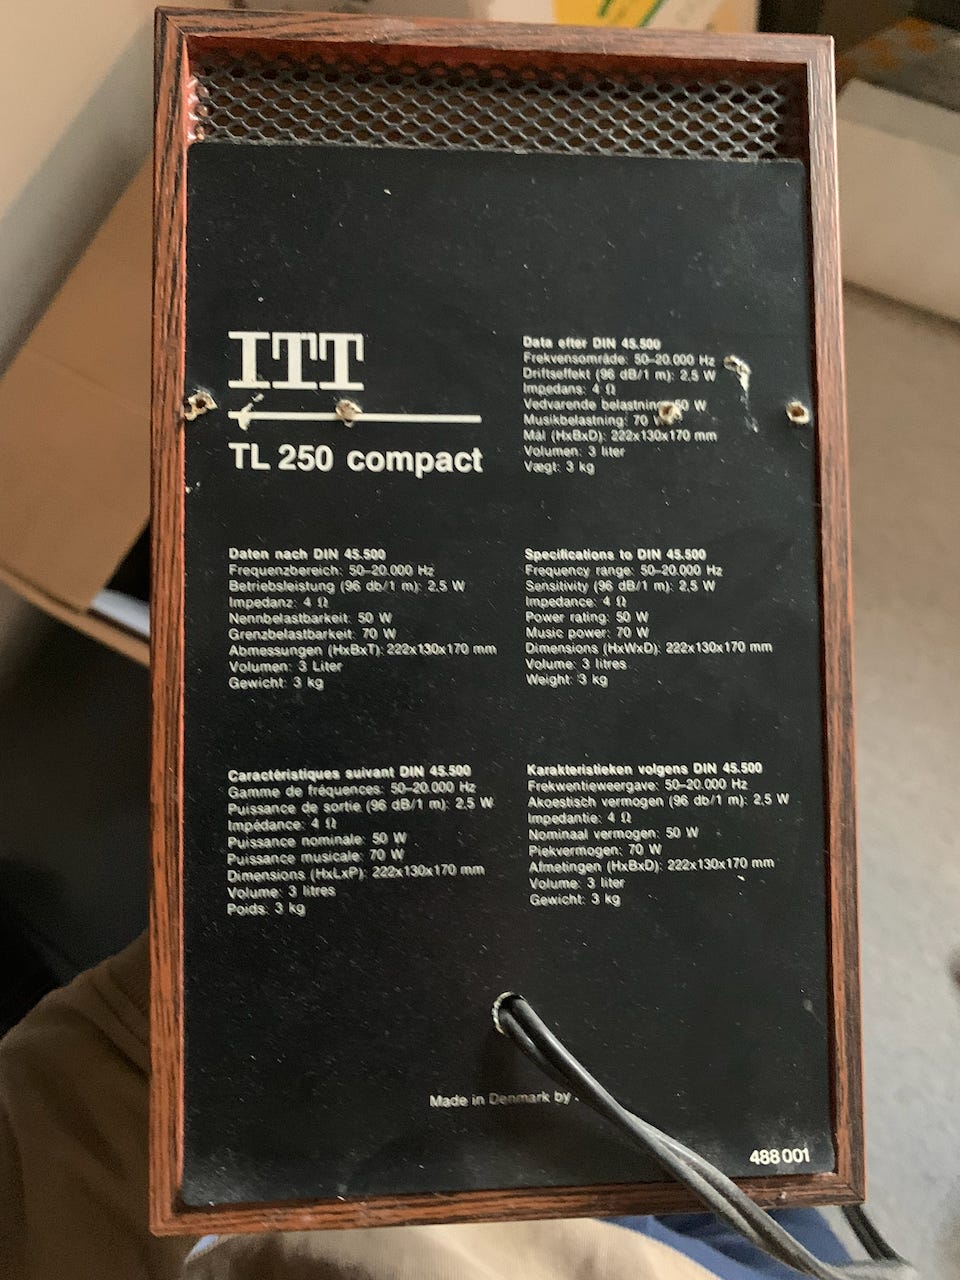 ITT
TL 250 compact
Data efter DIN 45.500
Frekvensområde: 50–20.000 Hz
Driftseffekt (96 dB/1 m): 2,5 W
Impedans: 4 Ω
Vedvarende belastning 50 W
Musikbelastning: 70
Mål (HxBxD): 222x130x170 mm
Volumen: 3 liter
Vægt: 3 kg
Daten nach DIN 45.500
Frequenzbereich: 50–20.000 Hz
Betriebsleistung (96 db/1 m): 2,5 W
Impedanz: 4 Ω
Nennbelastbarkeit: 50 W
Grenzbelastbarkeit: 70 W
Abmessungen (HxBxT): 222x130x170 mm
Volumen: 3 Liter
Gewicht: 3 kg
Specifications to DIN 45.500
Frequency range: 50–20.000 Hz
Sensitivity (96 dB/1 m): 2,5 W
Impedance: 4 Ω
Power rating: 50 W
Music power: 70 W
Dimensions (HxWxD): 222x130x170 mm
Volume: 3 litres
Weight: 3 kg
Caractéristiques suivant DIN 45.500
Gamme de fréquences: 50–20.000 Hz
Puissance de sortie (96 dB/1 m): 2,5 W
Impédance: 4 Ω
Puissance nominale: 50 W
Puissance musicale: 70 W
Dimensions (HxLxP): 222x130x170 mm
Volume: 3 litres
Poids: 3 kg
Karakteristieken volgens DIN 45.500
Frekwentieweergave: 50–20.000 Hz
Akoestisch vermogen (96 db/1 m): 2,5 W
Impedantie: 4 Ω
Nominaal vermogen: 50 W
Piekvermogen: 70 W
Afmetingen (HxBxD): 222x130x170 mm
Volume: 3 liter
Gewicht: 3 kg
Made in Denmark by
488001